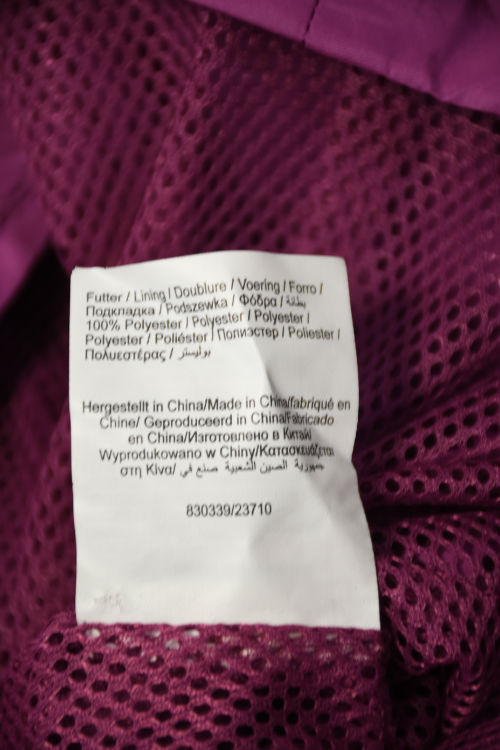 Futter / Lining / Doublure / Voering / Forro /
Подкладка / Podszewka / Φόδρα / بطانة
100% Polyester / Polyester / Polyester /
Polyester / Poliéster / Полиэстер / Poliester /
Πολυεστέρας / بوليستر
Hergestellt in China/Made in China/fabriqué en
Chine/ Geproduceerd in China/Fabricado
en China/Изготовлено в Китай/
Wyprodukowano w Chiny/Κατασκευάζεται
στη Κίνα/ جمهورية الصين الشعبية صنع في
830339/23710